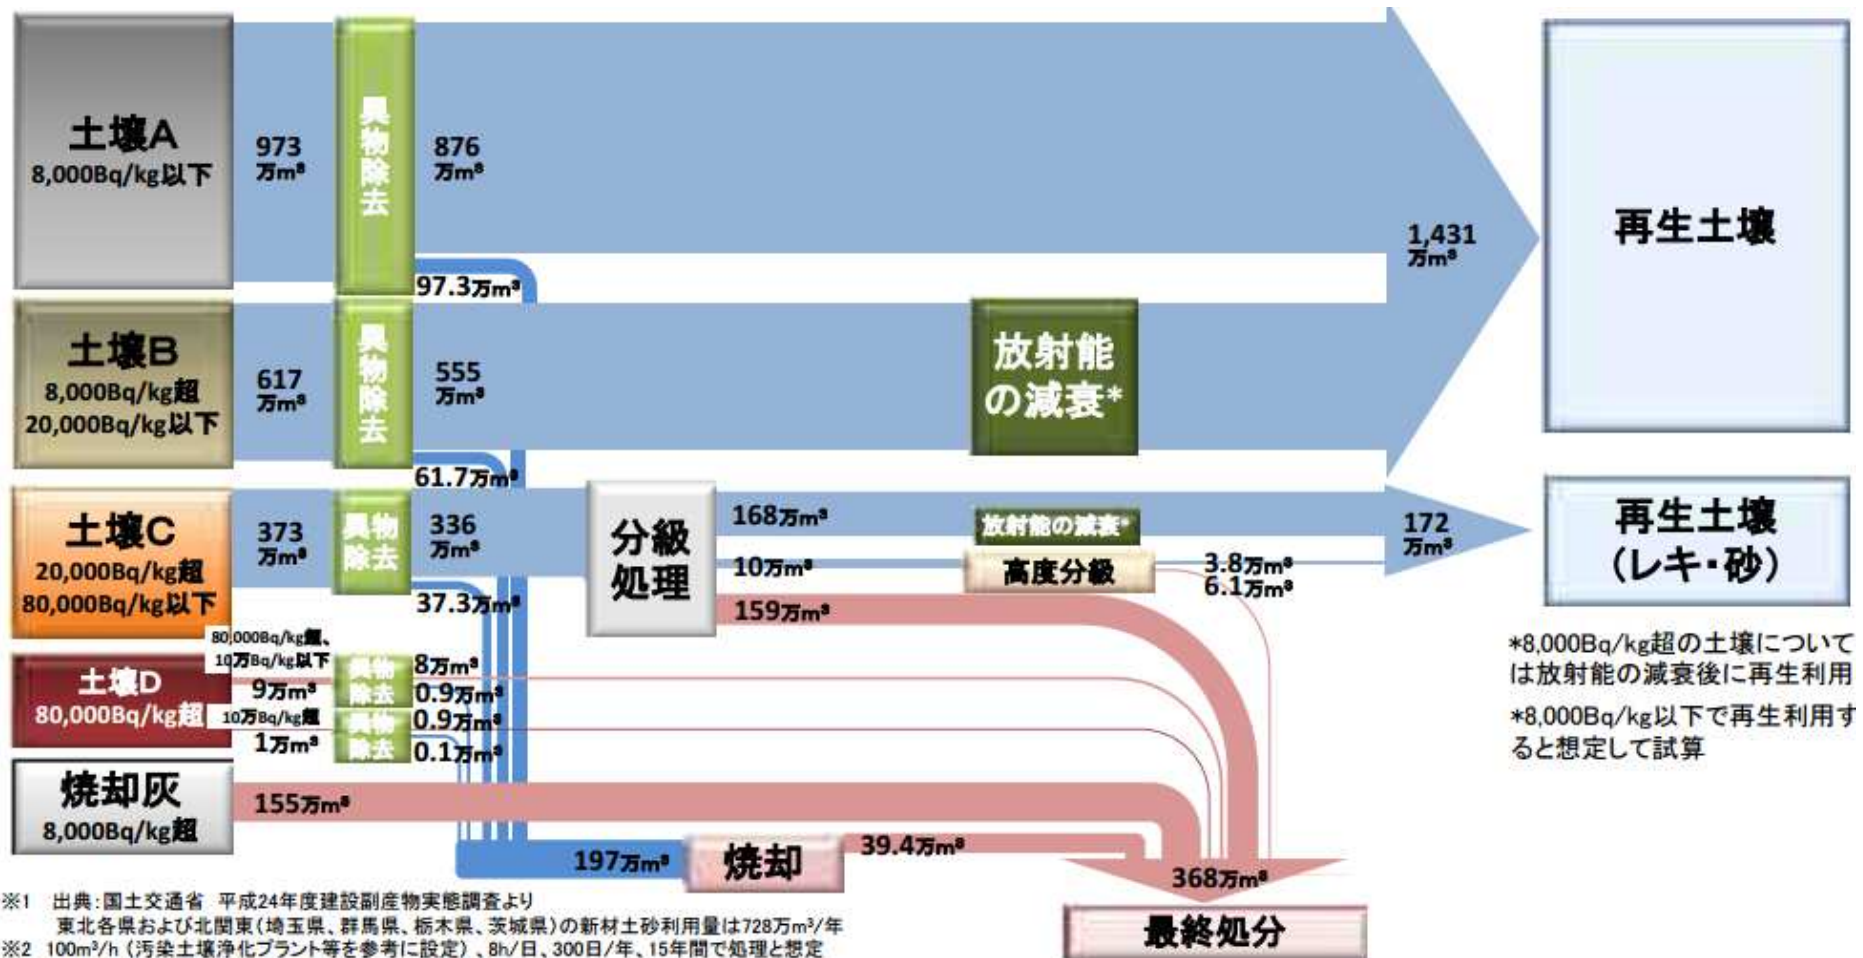 土壌A
8,000Bq/kg以下
973
万m³
異物除去
876
万m³
97.3万m³
1,431
万m³
再生土壌
土壌B
8,000Bq/kg超
20,000Bq/kg以下
617
万m³
異物除去
555
万m³
61.7万m³
放射能
の減衰*
土壌C
20,000Bq/kg超
80,000Bq/kg以下
373
万m³
異物
除去
336
万m³
37.3万m³
分級
処理
168万m³
放射能の減衰*
10万m³
高度分級
3.8万m³
6.1万m³
159万m³
172
万m³
再生土壌
(レキ・砂)
土壌D
80,000Bq/kg超
80,000Bq/kg超、
10万Bq/kg以下
9万m³
異物
除去
8万m³
0.9万m³
10万Bq/kg超
1万m³
異物
除去
0.9万m³
0.1万m³
*8,000Bq/kg超の土壌について
は放射能の減衰後に再生利用
*8,000Bq/kg以下で再生利用す
ると想定して試算
焼却灰
8,000Bq/kg超
155万m³
197万m³
焼却
39.4万m³
368万m³
最終処分
※1 出典:国土交通省 平成24年度建設副産物実態調査より
東北各県および北関東(埼玉県、群馬県、栃木県、茨城県)の新材土砂利用量は728万m³/年
※2 100m³/h (汚染土壌浄化プラント等を参考に設定)、8h/日、300日/年、15年間で処理と想定